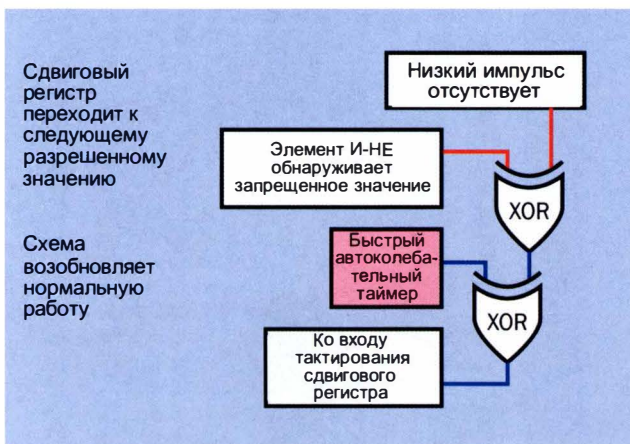 Сдвиговый
регистр
переходит к
следующему
разрешенному
значению
Низкий импульс
отсутствует
Элемент И-НЕ
обнаруживает
запрещенное значение
XOR
Схема
возобновляет
нормальную
работу
Быстрый
автоколеба-
тельный
таймер
XOR
Ко входу
тактирования
сдвигового
регистра